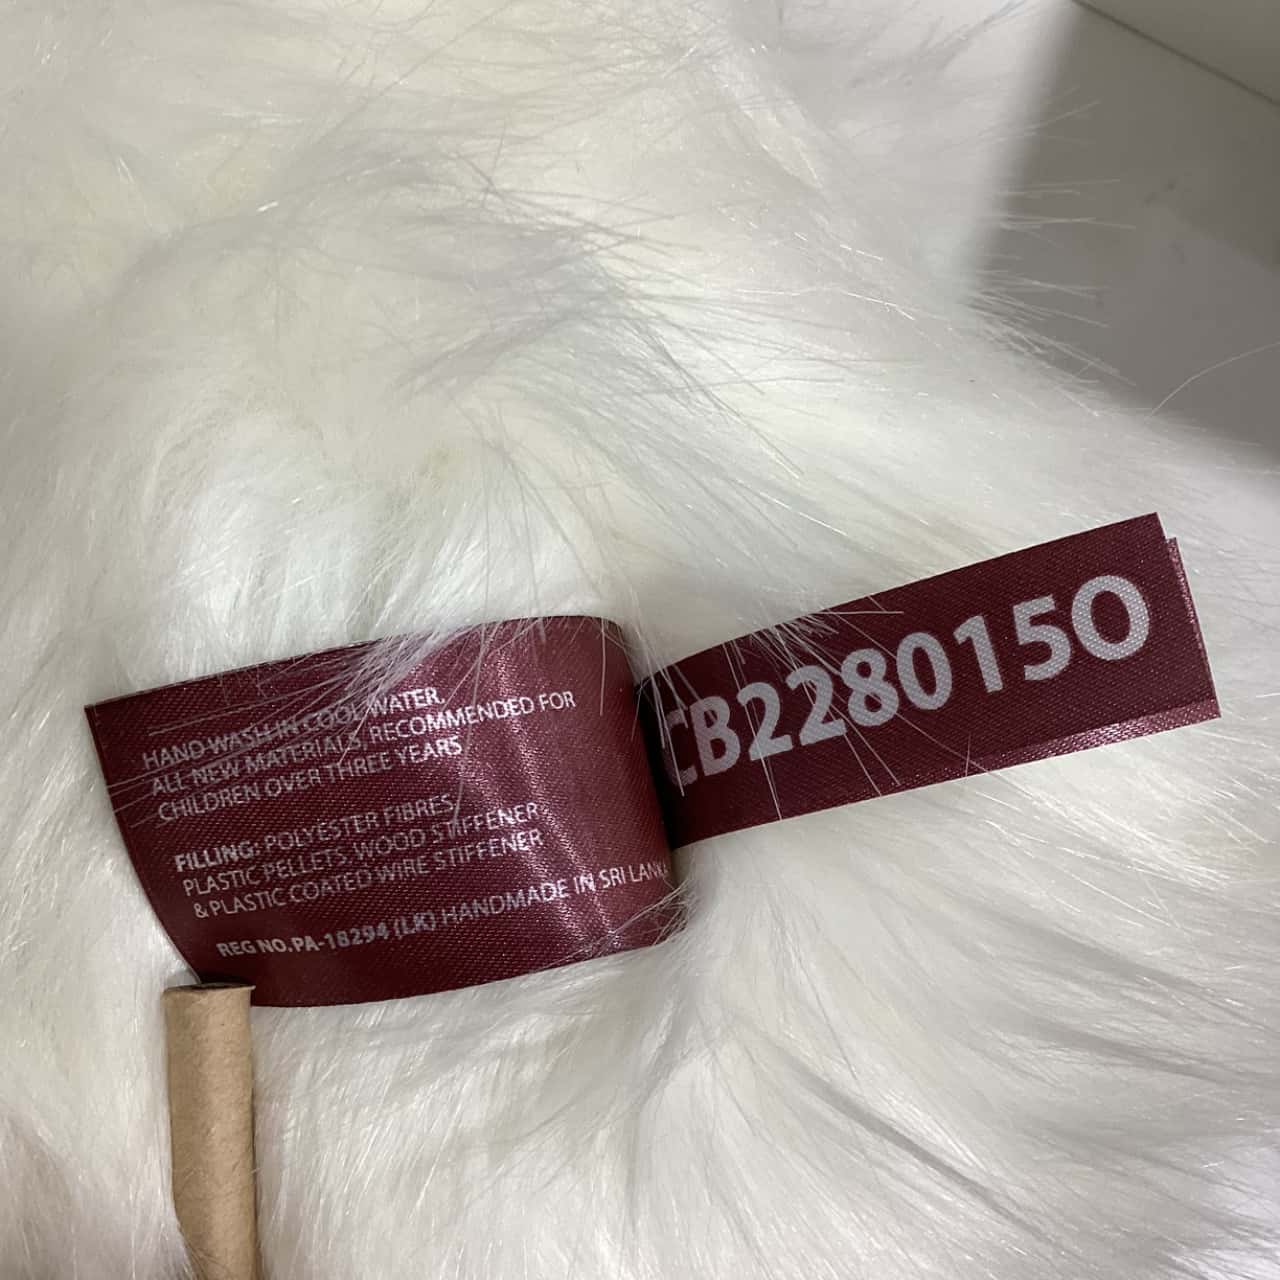 HAND WASH IN COOL WATER.
ALL NEW MATERIALS. RECOMMENDED FOR
CHILDREN OVER THREE YEARS
FILLING: POLYESTER FIBRES,
PLASTIC PELLETS, WOOD STIFFENER
& PLASTIC COATED WIRE STIFFENER
REG NO.PA-18294 (LK) HANDMADE IN SRI LANKA
CB228015O